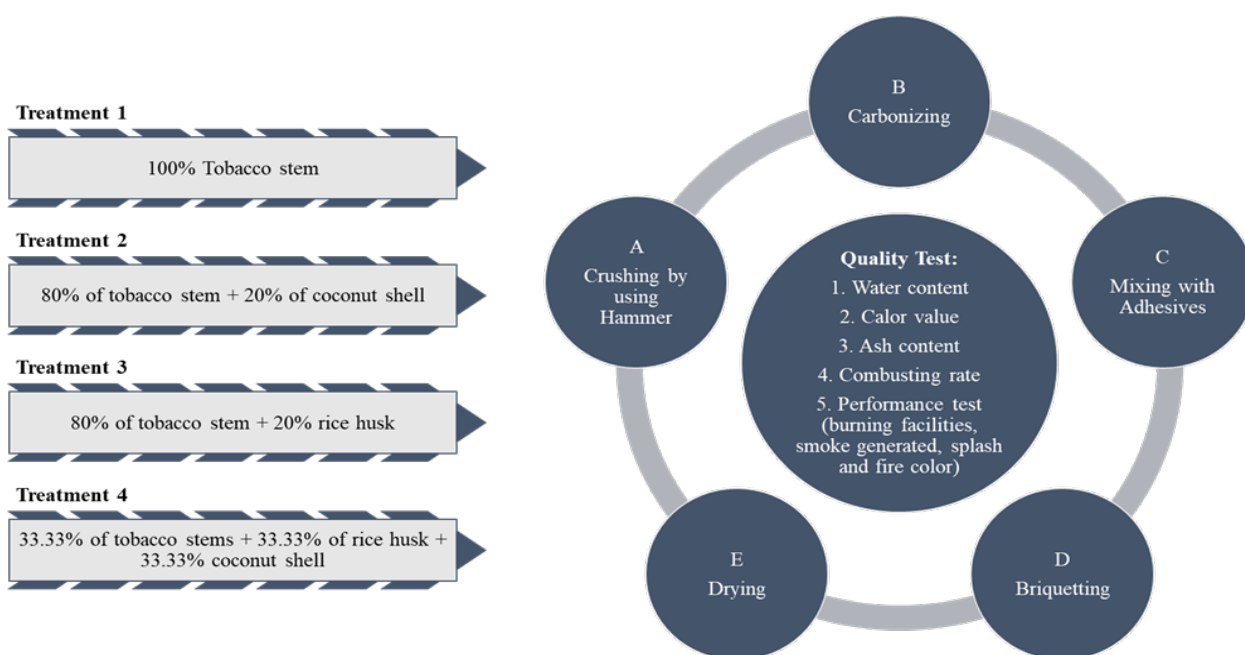 Treatment 1
100% Tobacco stem
Treatment 2
80% of tobacco stem + 20% of coconut shell
Treatment 3
80% of tobacco stem + 20% rice husk
Treatment 4
33.33% of tobacco stems + 33.33% of rice husk +
33.33% coconut shell
A
Crushing by
using
Hammer
B
Carbonizing
C
Mixing with
Adhesives
D
Briquetting
E
Drying
Quality Test:
1. Water content
2. Calor value
3. Ash content
4. Combusting rate
5. Performance test
(burning facilities,
smoke generated, splash
and fire color)